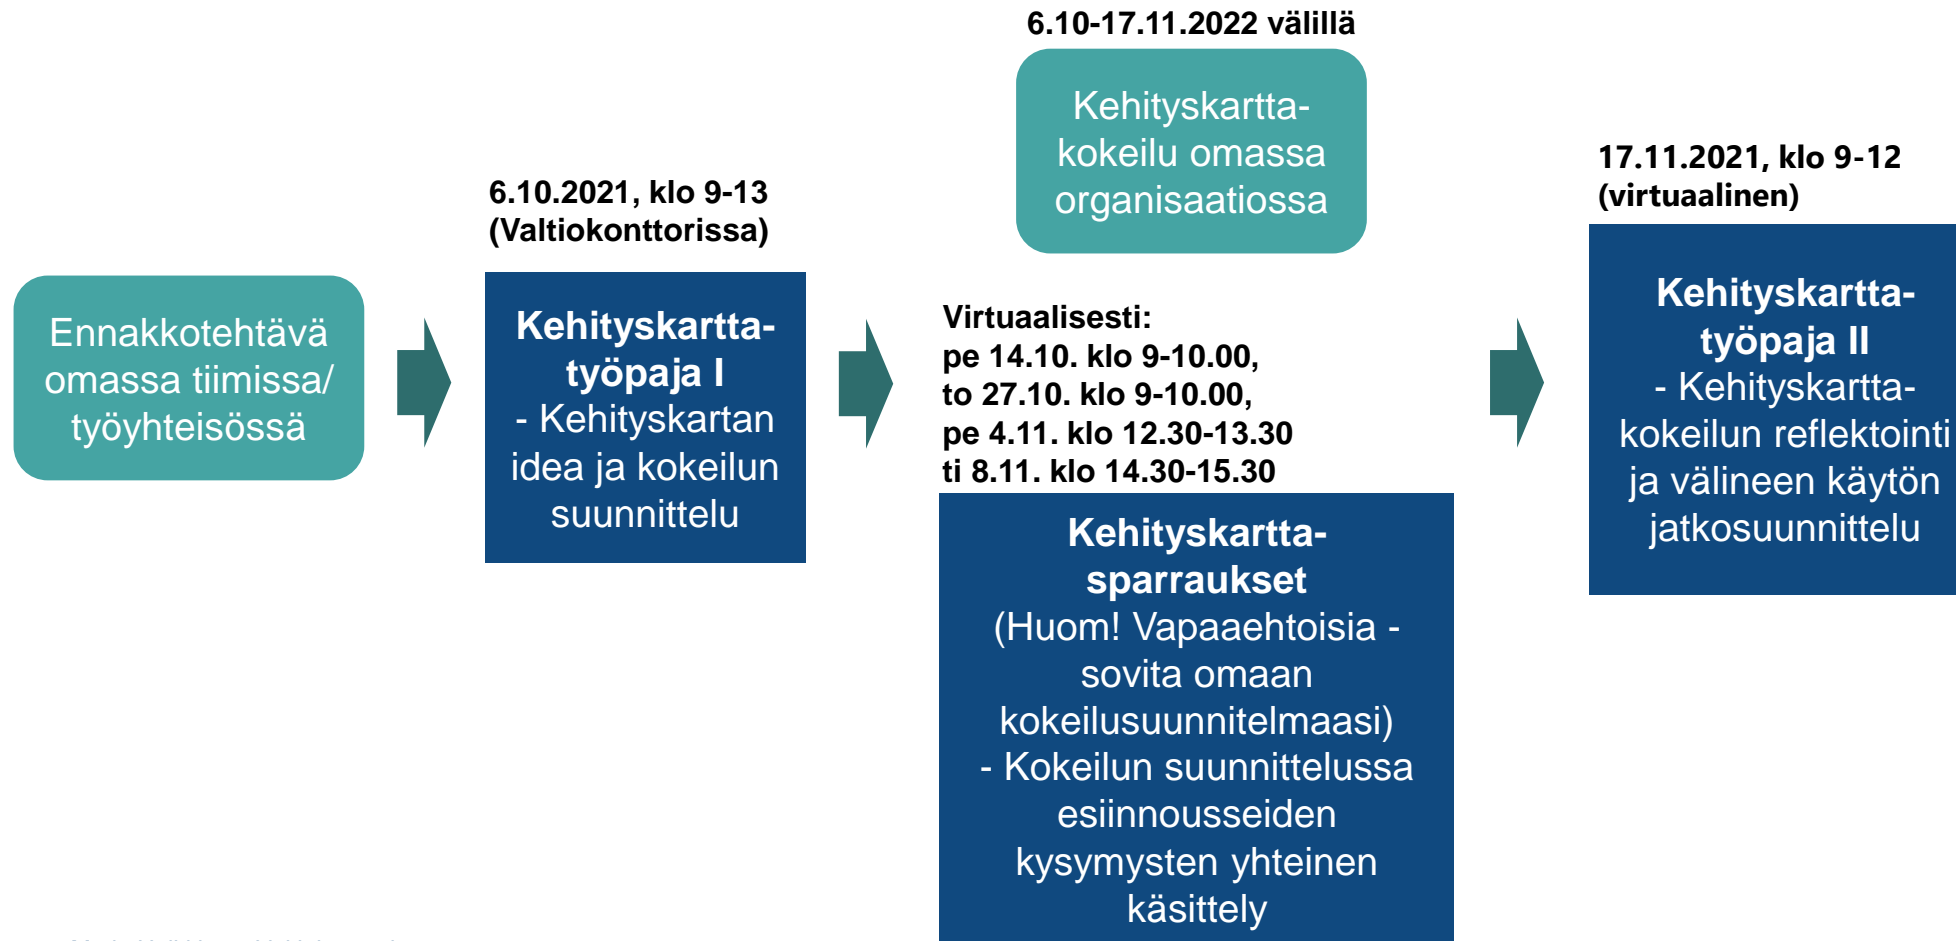 Ennakkotehtävä
omassa tiimissa/
työyhteisössä
6.10.2021, klo 9-13
(Valtiokonttorissa)
Kehityskartta-
työpaja I
- Kehityskartan
idea ja kokeilun
suunnittelu
6.10-17.11.2022 välillä
Kehityskartta-
kokeilu omassa
organisaatiossa
Virtuaalisesti:
pe 14.10. klo 9-10.00,
to 27.10. klo 9-10.00,
pe 4.11. klo 12.30-13.30
ti 8.11. klo 14.30-15.30
Kehityskartta-
sparraukset
(Huom! Vapaaehtoisia -
sovita omaan
kokeilusuunnitelmaasi)
- Kokeilun suunnittelussa
esiinnousseiden
kysymysten yhteinen
käsittely
17.11.2021, klo 9-12
(virtuaalinen)
Kehityskartta-
työpaja II
- Kehityskartta-
kokeilun reflektointi
ja välineen käytön
jatkosuunnittelu